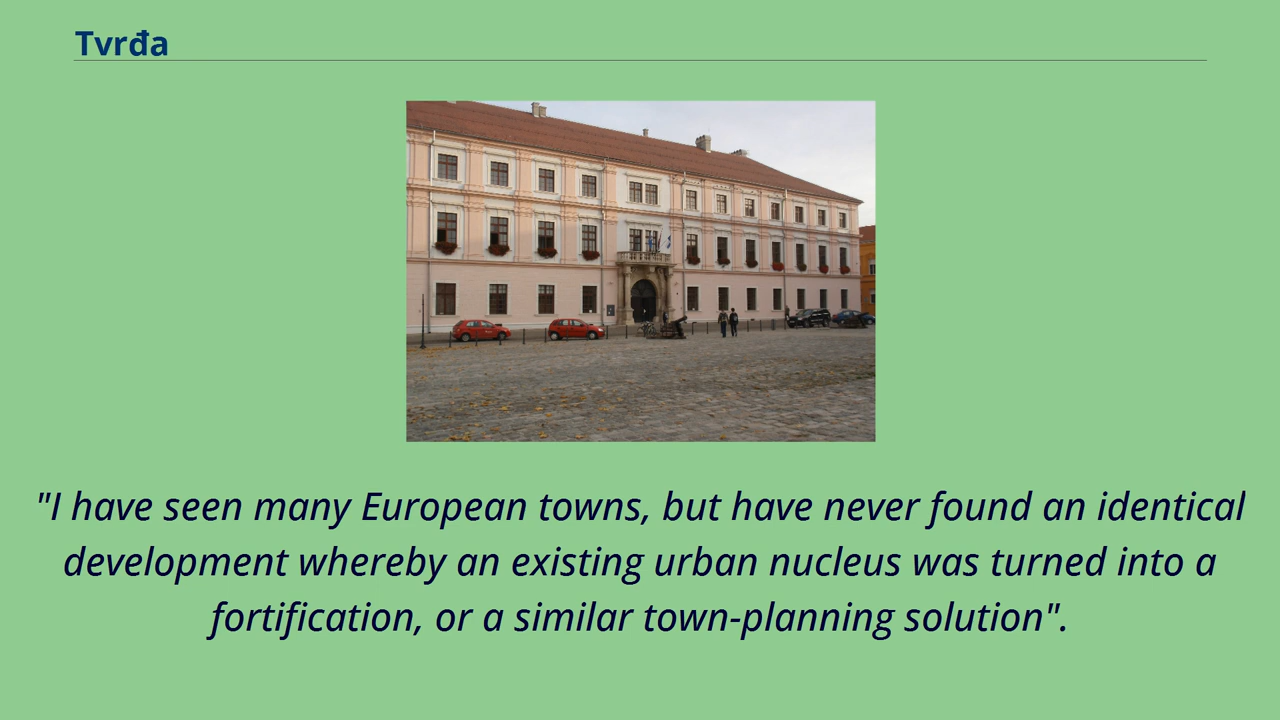 Tvrđa
"I have seen many European towns, but have never found an identical
development whereby an existing urban nucleus was turned into a
fortification, or a similar town-planning solution".